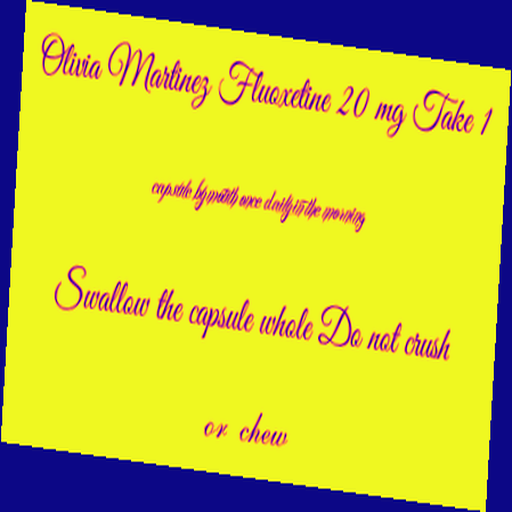 Olivia Martinez Fluoxetine 20 mg Take 1
capsule by mouth once daily in the morning
Swallow the capsule whole Do not crush
or chew